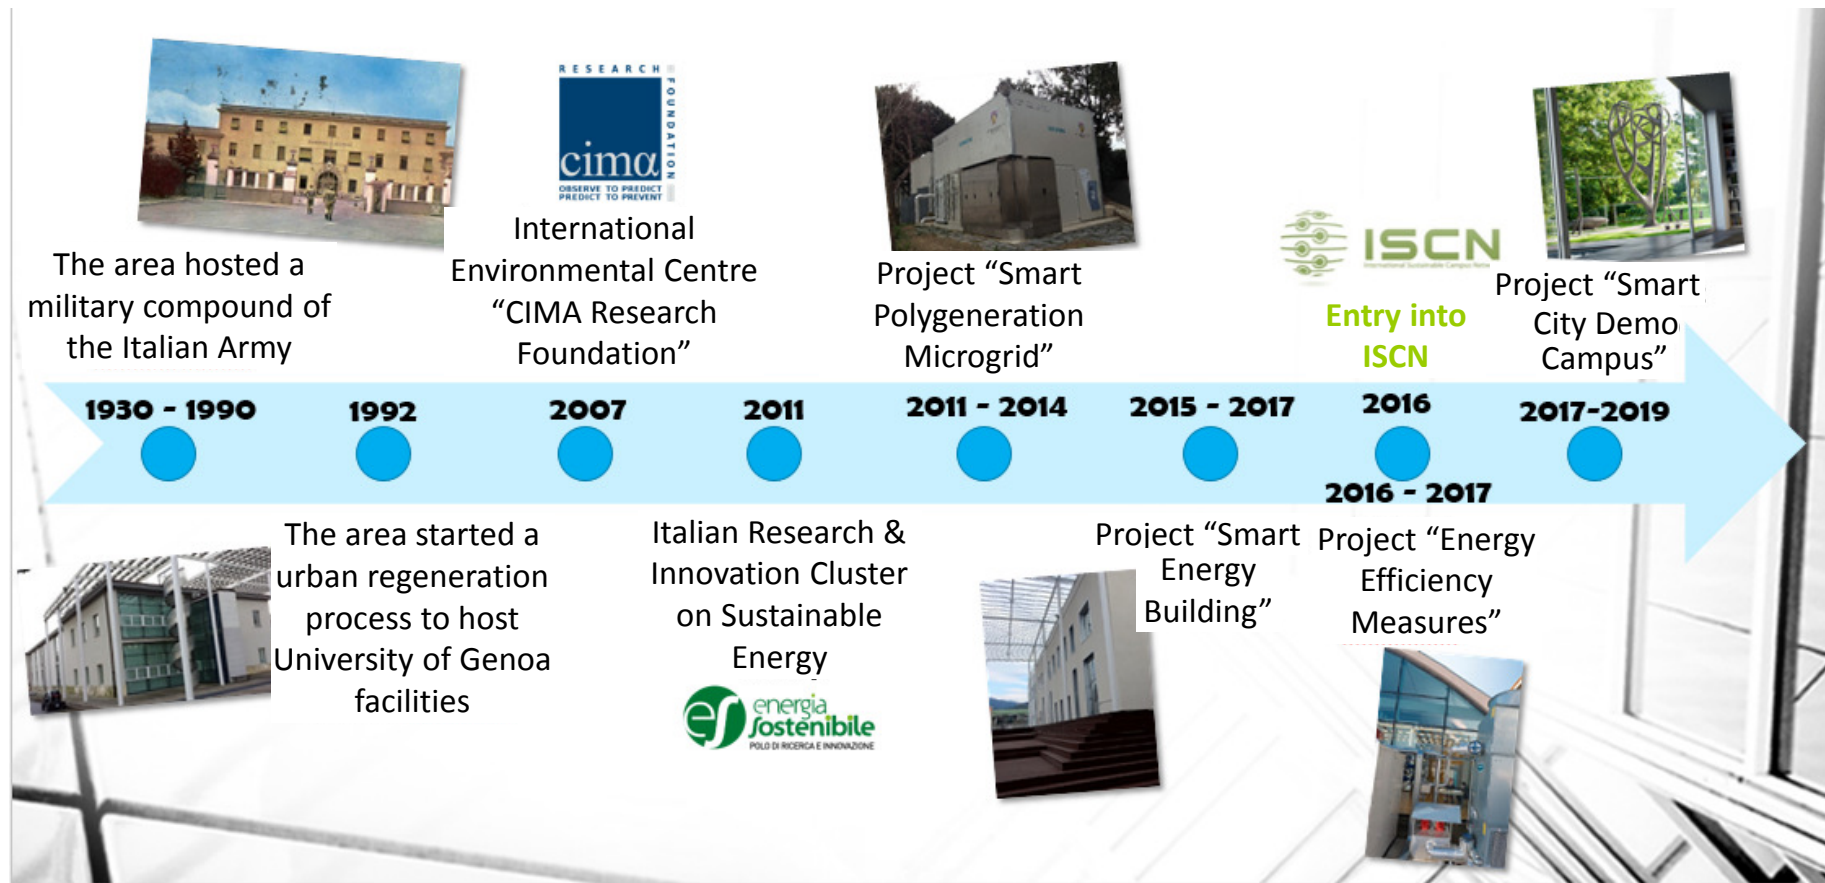 RESEARCH
FOUNDATION
cima
OBSERVE TO PREDICT
PREDICT TO PREVENT
The area hosted a
military compound of
the Italian Army
International
Environmental Centre
“CIMA Research
Foundation”
Project “Smart
Polygeneration
Microgrid”
ISCN
Entry into
ISCN
Project “Smart
City Demo
Campus”
1930 - 1990
1992
2007
2011
2011 - 2014
2015 - 2017
2016
2017-2019
2016 - 2017
The area started a
urban regeneration
process to host
University of Genoa
facilities
Italian Research &
Innovation Cluster
on Sustainable
Energy
es energia
sostenibile
POLO DI RICERCA E INNOVAZIONE
Project “Smart
Energy
Building”
Project “Energy
Efficiency
Measures”